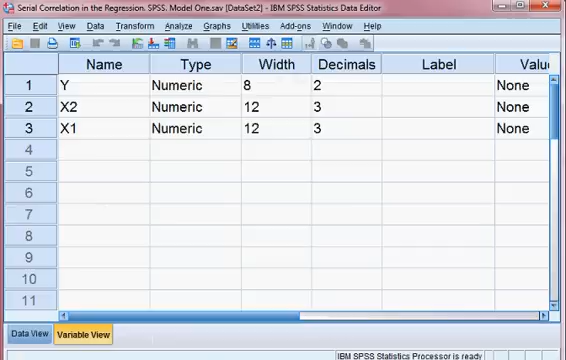 Serial Correlation in the Regression. SPSS. Model One.sav [DataSet2] - IBM SPSS Statistics Data Editor
File Edit View Data Transform Analyze Graphs Utilities Add-ons Window Help
Name Type Width Decimals Label Value
1 Y Numeric 8 2 None
2 X2 Numeric 12 3 None
3 X1 Numeric 12 3 None
4
5
6
7
8
9
10
11
Data View Variable View
IBM SPSS Statistics Processor is ready